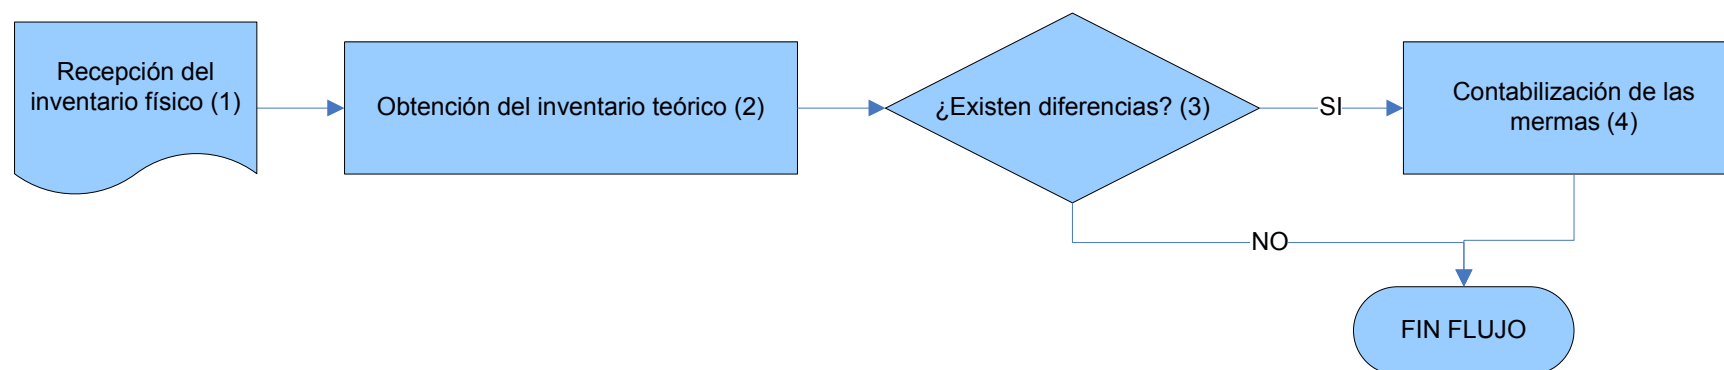 Recepción del
inventario físico (1)
Obtención del inventario teórico (2)
¿Existen diferencias? (3)
SI
Contabilización de las
mermas (4)
NO
FIN FLUJO